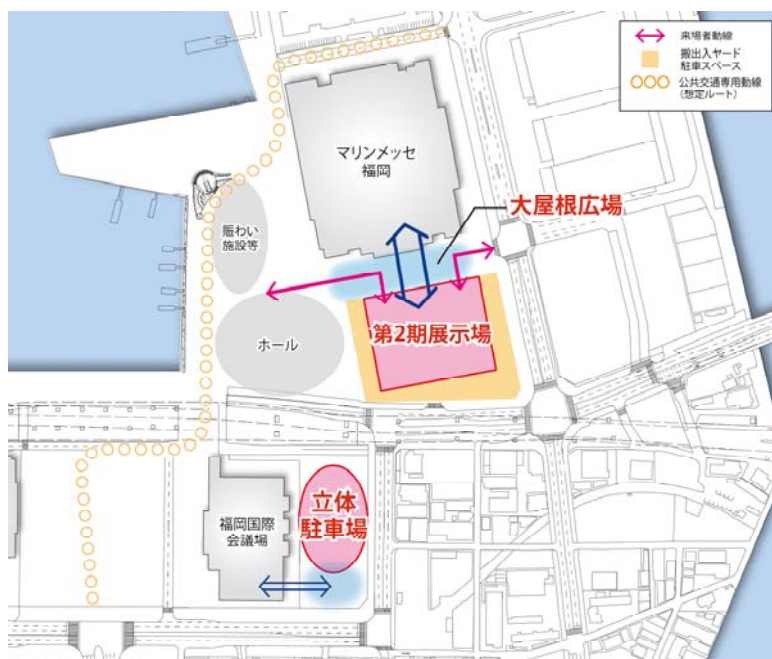 来場者動線
搬出入ヤード
駐車スペース
公共交通専用動線
(想定ルート)
マリンメッセ
福岡
大屋根広場
賑わい
施設等
ホール
第2期展示場
立体
駐車場
福岡国際
会議場